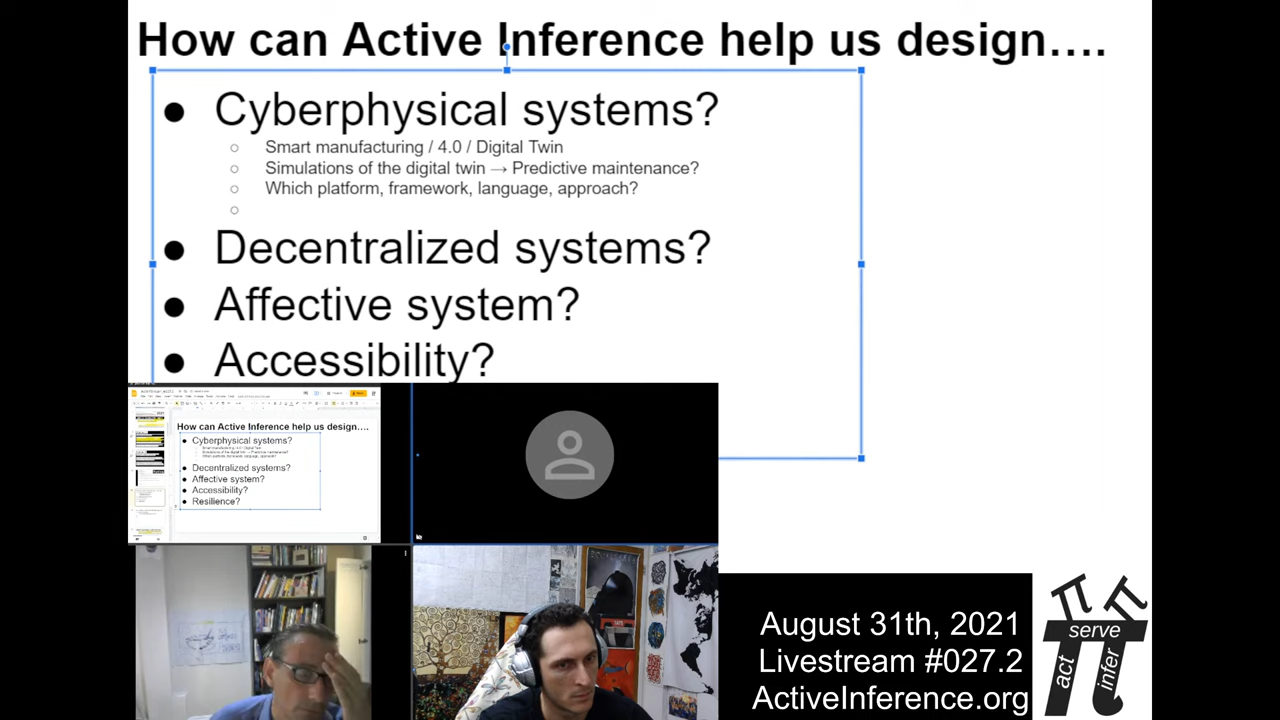 How can Active Inference help us design….
● Cyberphysical systems?
○ Smart manufacturing / 4.0 / Digital Twin
○ Simulations of the digital twin → Predictive maintenance?
○ Which platform, framework, language, approach?
○
● Decentralized systems?
● Affective system?
● Accessibility?
How can Active Inference help us design….
● Cyberphysical systems?
● Decentralized systems?
● Affective system?
● Accessibility?
● Resilience?
August 31th, 2021
Livestream #027.2
ActiveInference.org
serve
act
infer